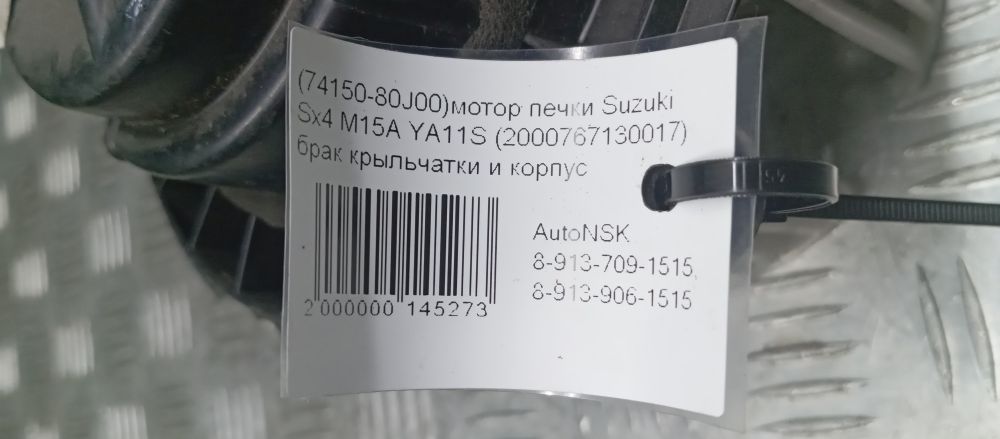 (74150-80J00)мотор печки Suzuki
Sx4 M15A YA11S (2000767130017)
брак крыльчатки и корпус
AutoNSK
8-913-709-1515,
8-913-906-1515
2 000000 145273